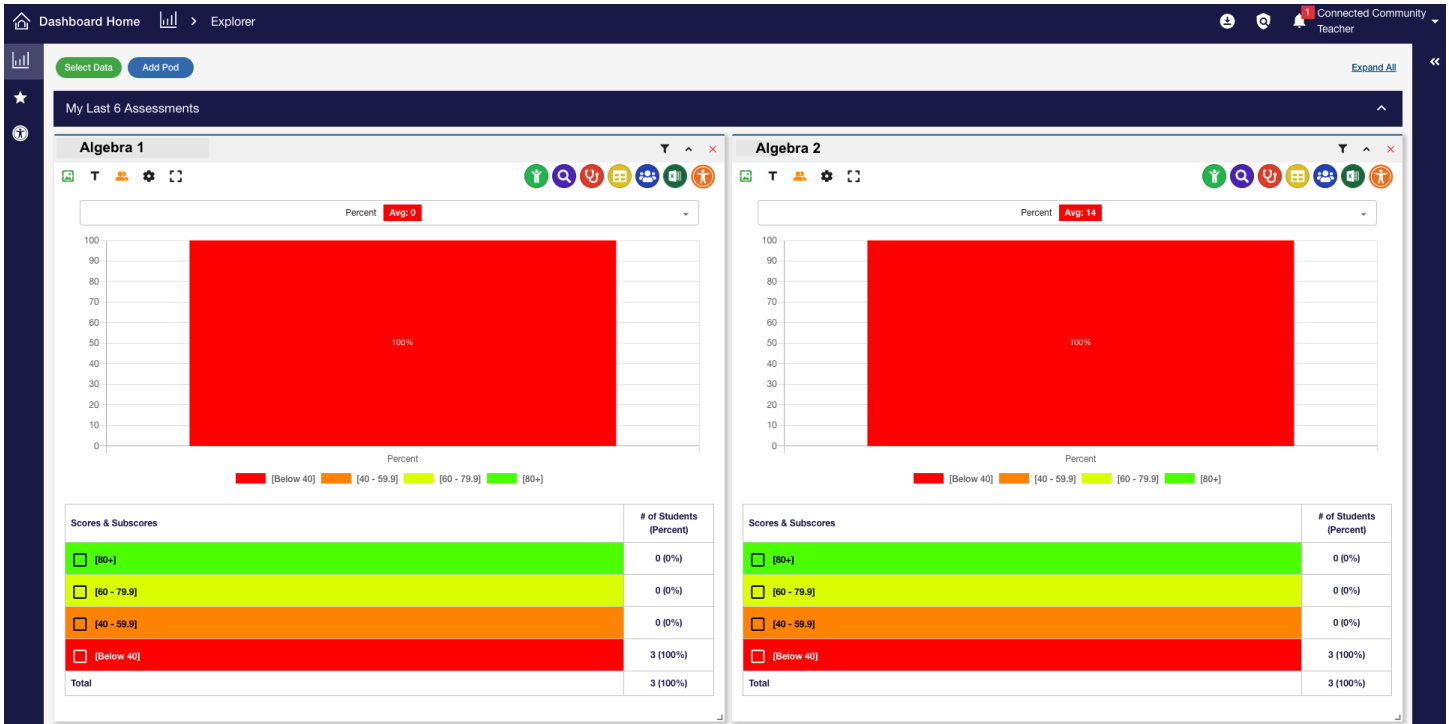 Dashboard Home > Explorer
1 Connected Community
Teacher
Select Data Add Pod Expand All
My Last 6 Assessments
Algebra 1
T
Percent Avg: 0
100
90
80
70
60
50
40
30
20
10
0
100%
Percent
[Below 40] [40 - 59.9] [60 - 79.9] [80+]
Scores & Subscores # of Students
(Percent)
[80+] 0 (0%)
[60 - 79.9] 0 (0%)
[40 - 59.9] 0 (0%)
[Below 40] 3 (100%)
Total 3 (100%)
Algebra 2
T
Percent Avg: 14
100
90
80
70
60
50
40
30
20
10
0
100%
Percent
[Below 40] [40 - 59.9] [60 - 79.9] [80+]
Scores & Subscores # of Students
(Percent)
[80+] 0 (0%)
[60 - 79.9] 0 (0%)
[40 - 59.9] 0 (0%)
[Below 40] 3 (100%)
Total 3 (100%)